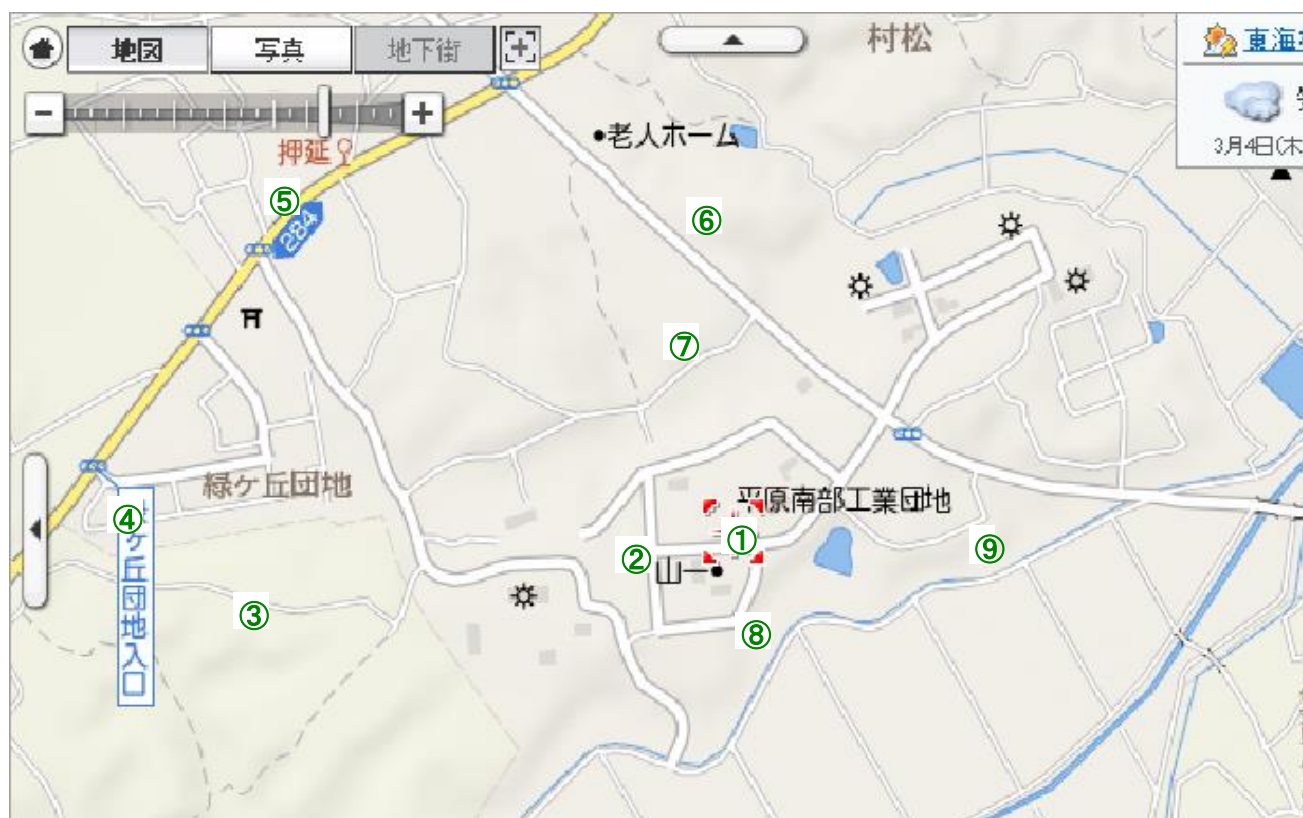 地図 写真 地下街
村松
東海
− +
3月4日(木
押延
老人ホーム
⑤
284
⑥
⑦
緑ケ丘団地
平原南部工業団地
④
ケ丘団地入口
①
②
山一
③
⑧
⑨